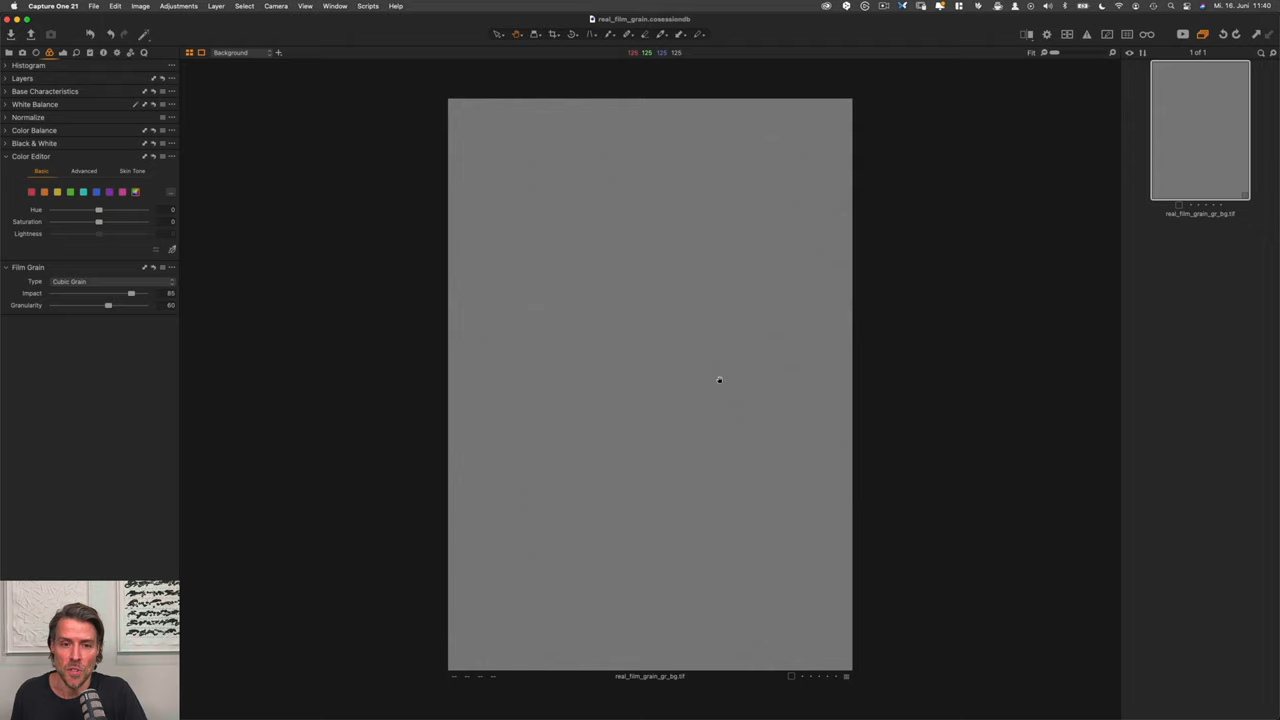 Capture One 21 File Edit Image Adjustments Layer Select Camera View Window Scripts Help Mi. 16. Juni 11:40
real_film_grain.cosessiondb
Background 125 125 125 125 Fit 1 of 1
Histogram
Layers
Base Characteristics
White Balance
Normalize
Color Balance
Black & White
Color Editor
Basic Advanced Skin Tone
Hue 0
Saturation 0
Lightness
Film Grain
Type Cubic Grain
Impact 85
Granularity 60
real_film_grain_gr_bg.tif
real_film_grain_gr_bg.tif